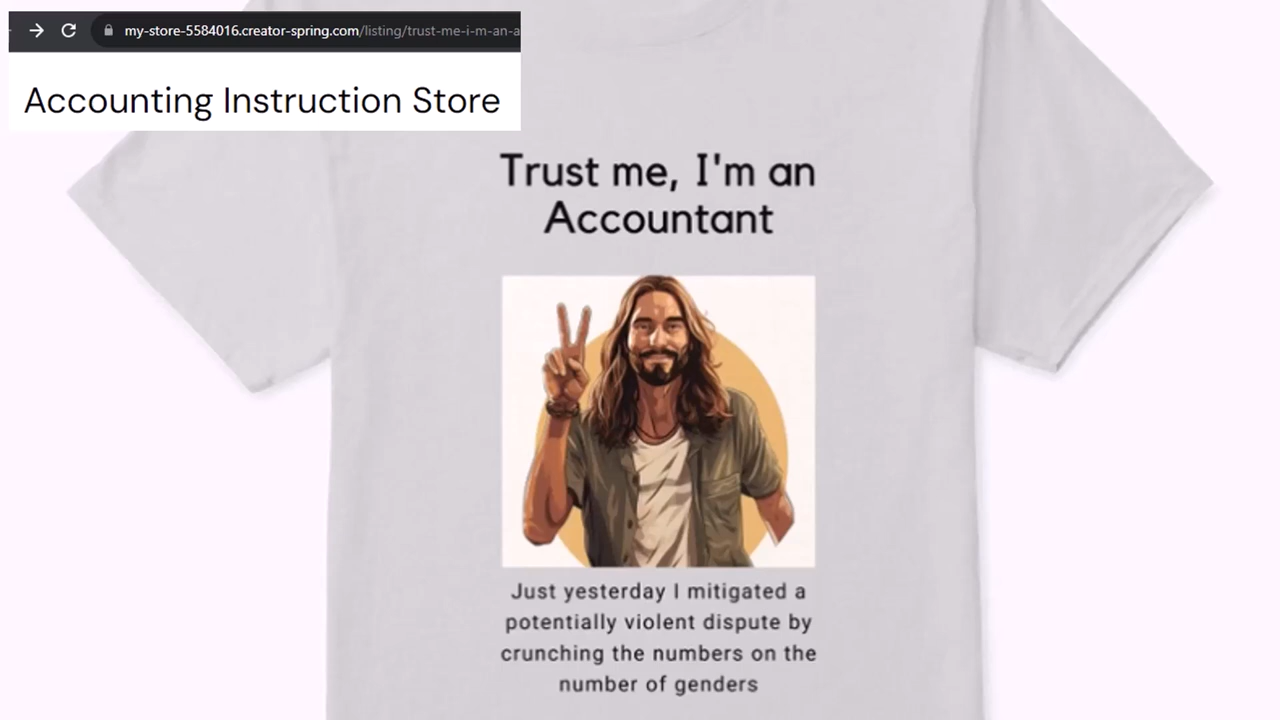 my-store-5584016.creator-spring.com/listing/trust-me-i-m-an-a
Accounting Instruction Store
Trust me, I'm an
Accountant
Just yesterday I mitigated a
potentially violent dispute by
crunching the numbers on the
number of genders